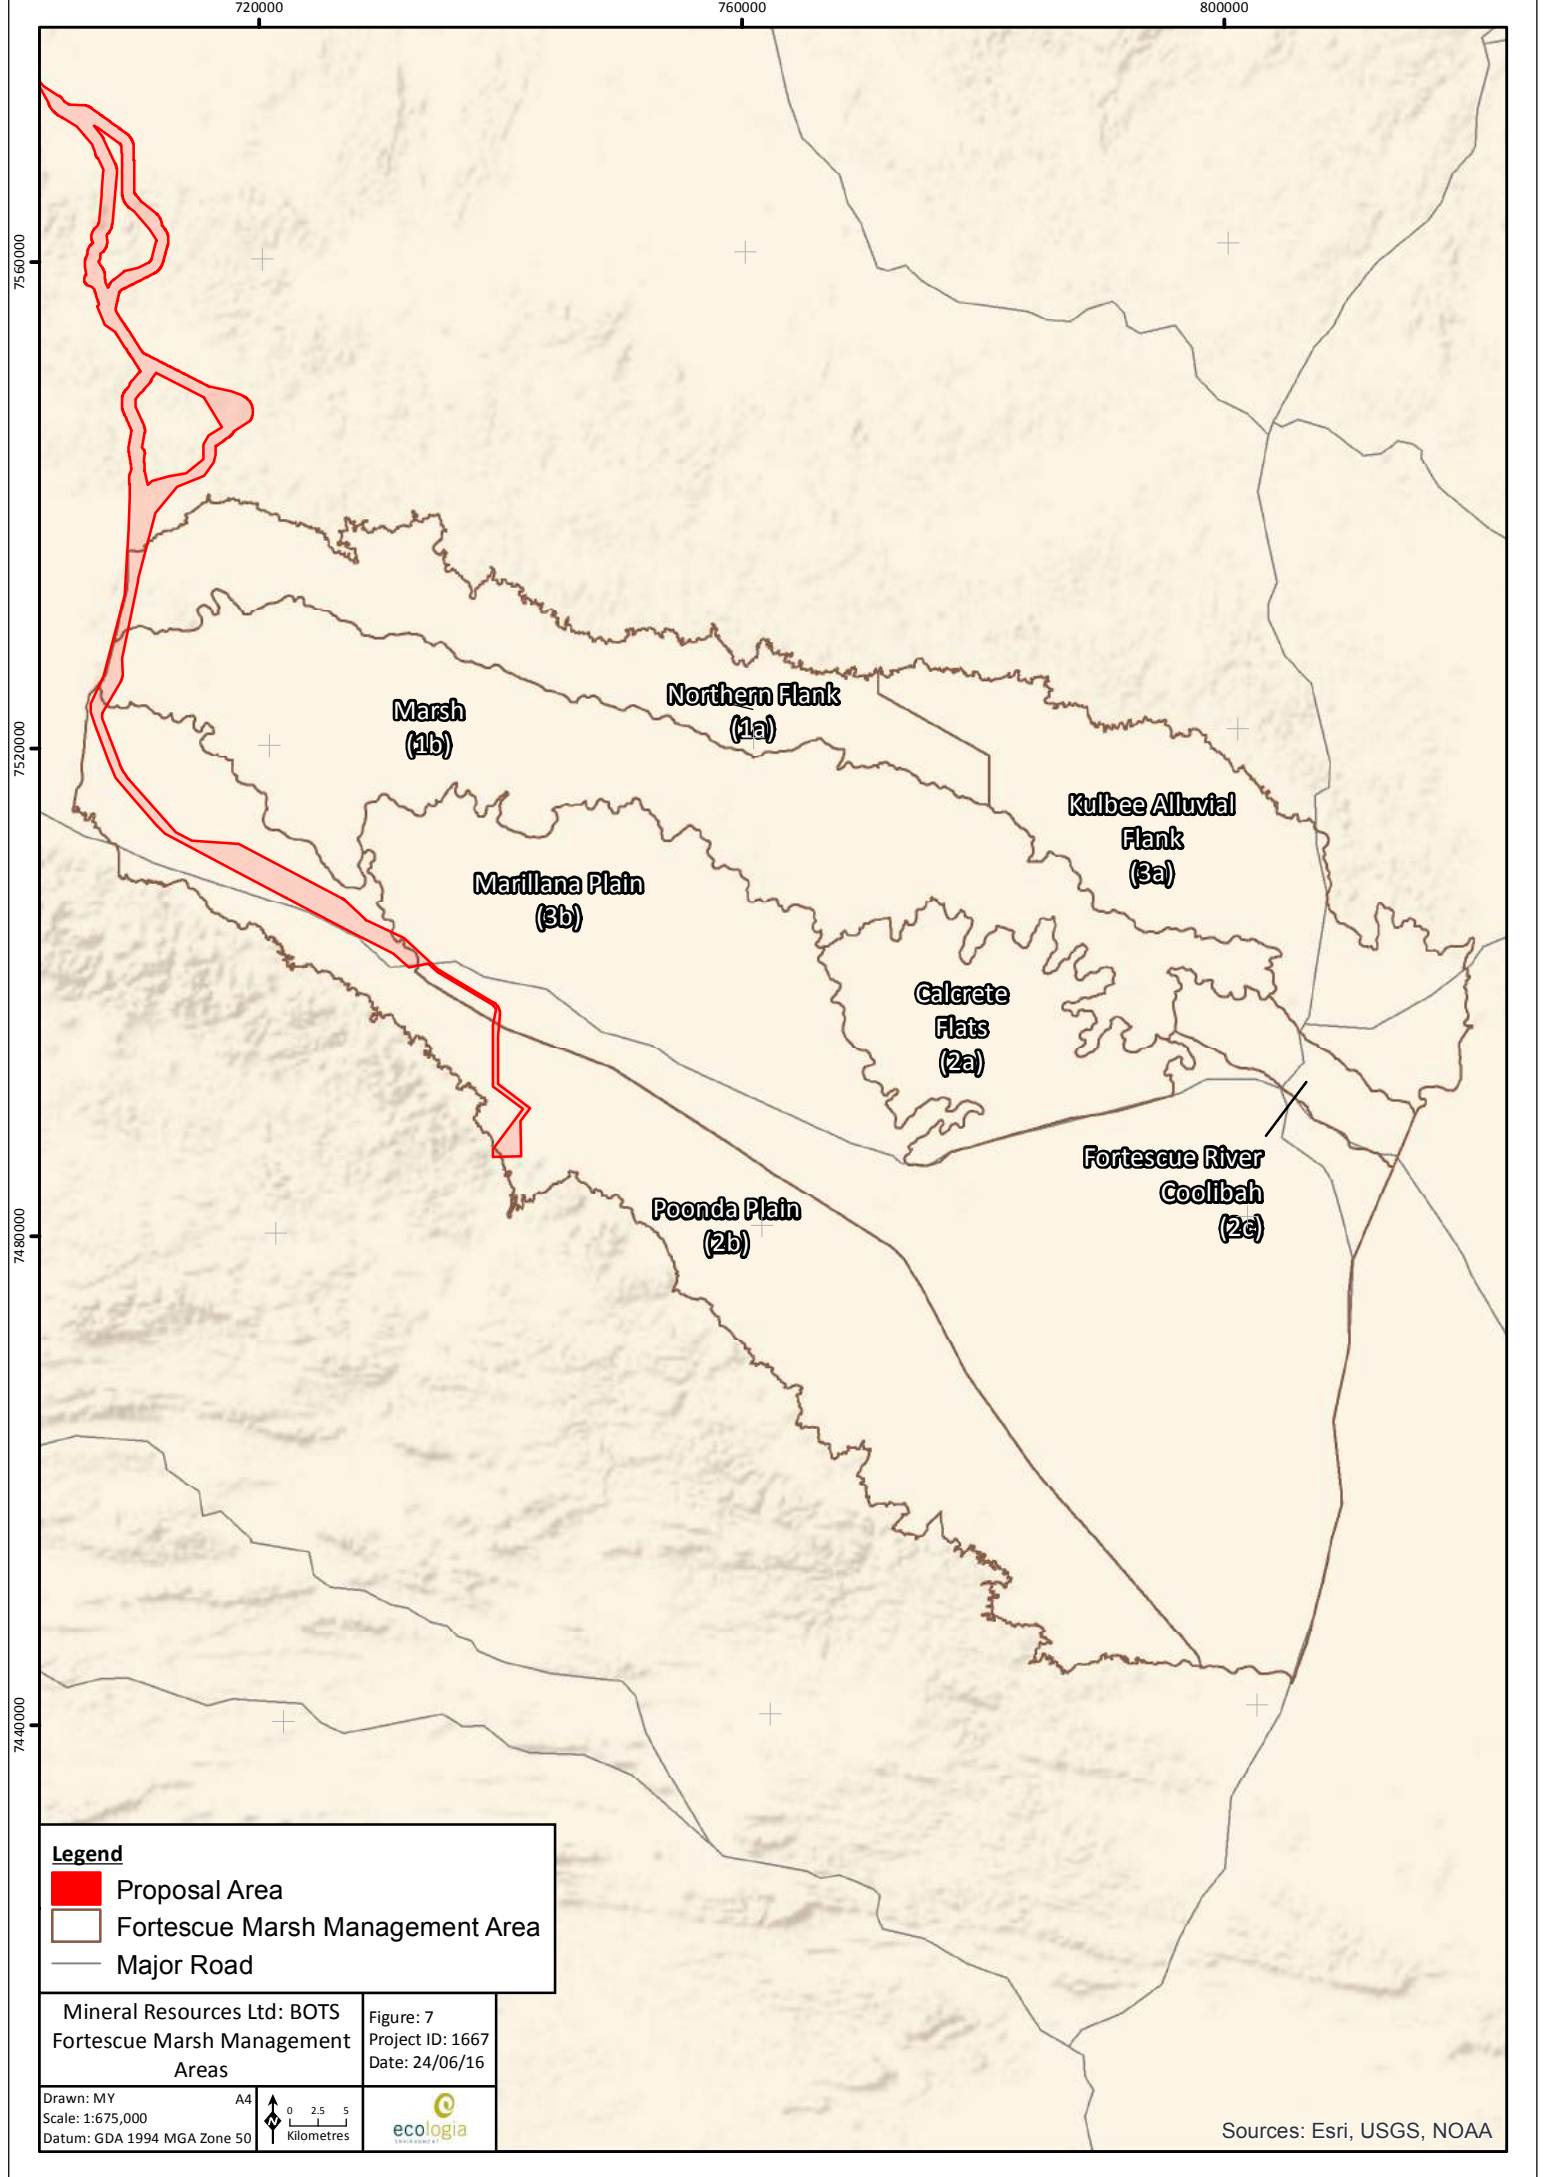 720000
760000
800000
7560000
7520000
7480000
7440000
Northern Flank
(1a)
Marsh
(1b)
Kulbee Alluvial
Flank
(3a)
Marillana Plain
(3b)
Calcrete
Flats
(2a)
Fortescue River
Coolibah
(2c)
Poonda Plain
(2b)
Legend
Proposal Area
Fortescue Marsh Management Area
Major Road
Mineral Resources Ltd: BOTS
Fortescue Marsh Management
Areas
Figure: 7
Project ID: 1667
Date: 24/06/16
Drawn: MY A4
Scale: 1:675,000
Datum: GDA 1994 MGA Zone 50
N
0 2.5 5
Kilometres
ecologia
ENVIRONMENT
Sources: Esri, USGS, NOAA